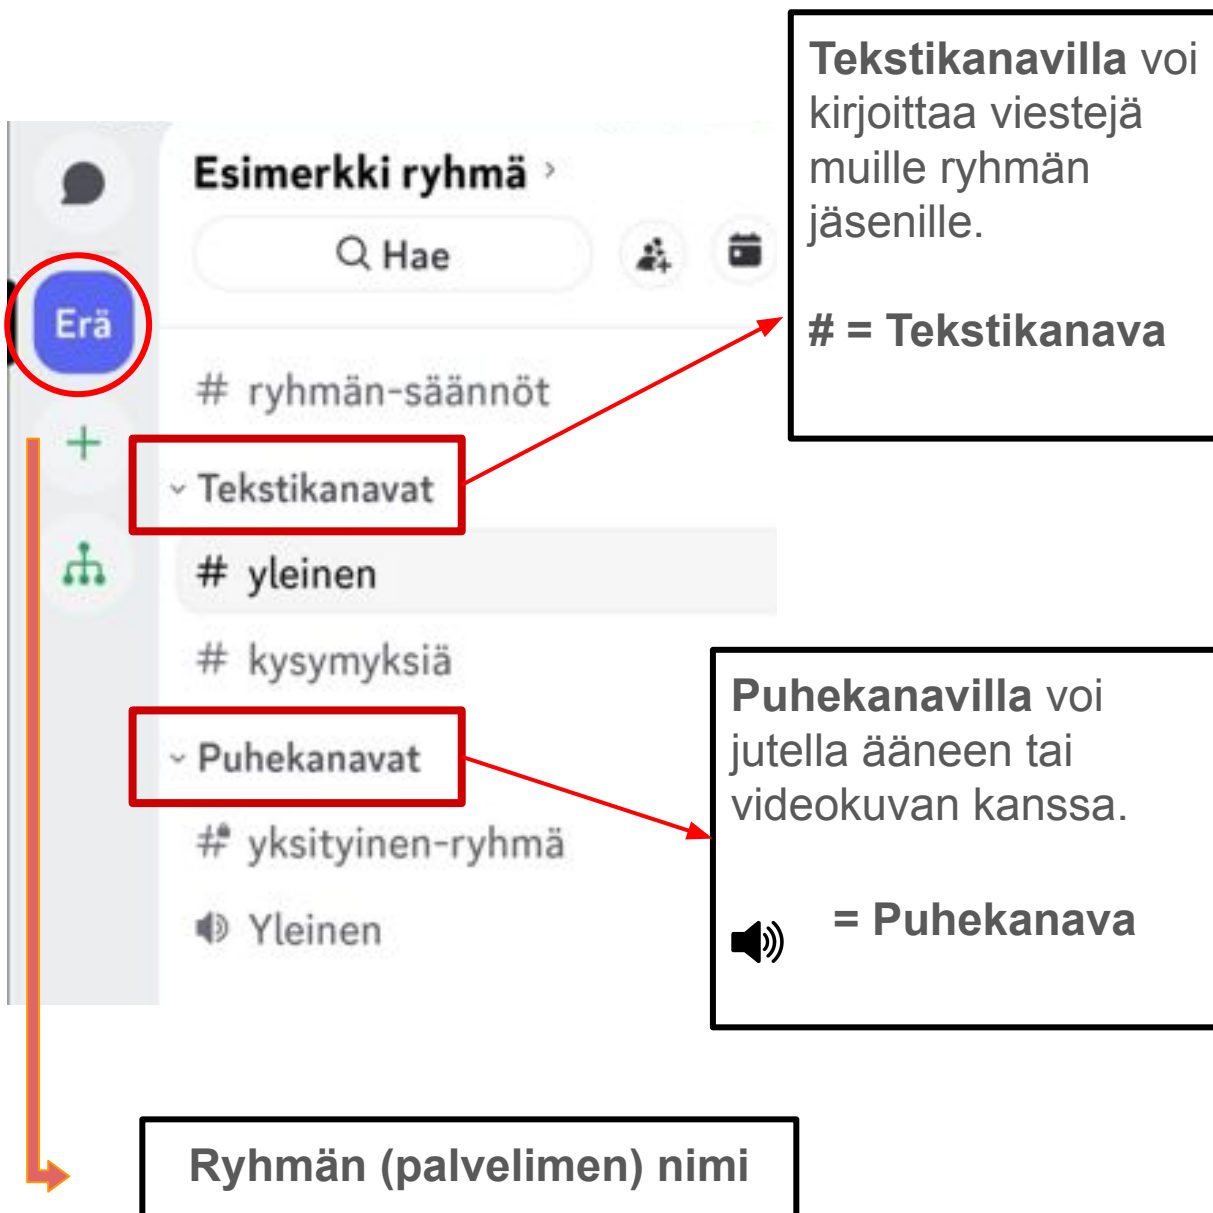 Tekstikanavilla voi
kirjoittaa viestejä
muille ryhmän
jäsenille.
# = Tekstikanava
Esimerkki ryhmä
Hae
Erä
# ryhmän-säännöt
Tekstikanavat
# yleinen
# kysymyksiä
Puhekanavat
# yksityinen-ryhmä
Yleinen
Puhekanavilla voi
jutella ääneen tai
videokuvan kanssa.
= Puhekanava
Ryhmän (palvelimen) nimi